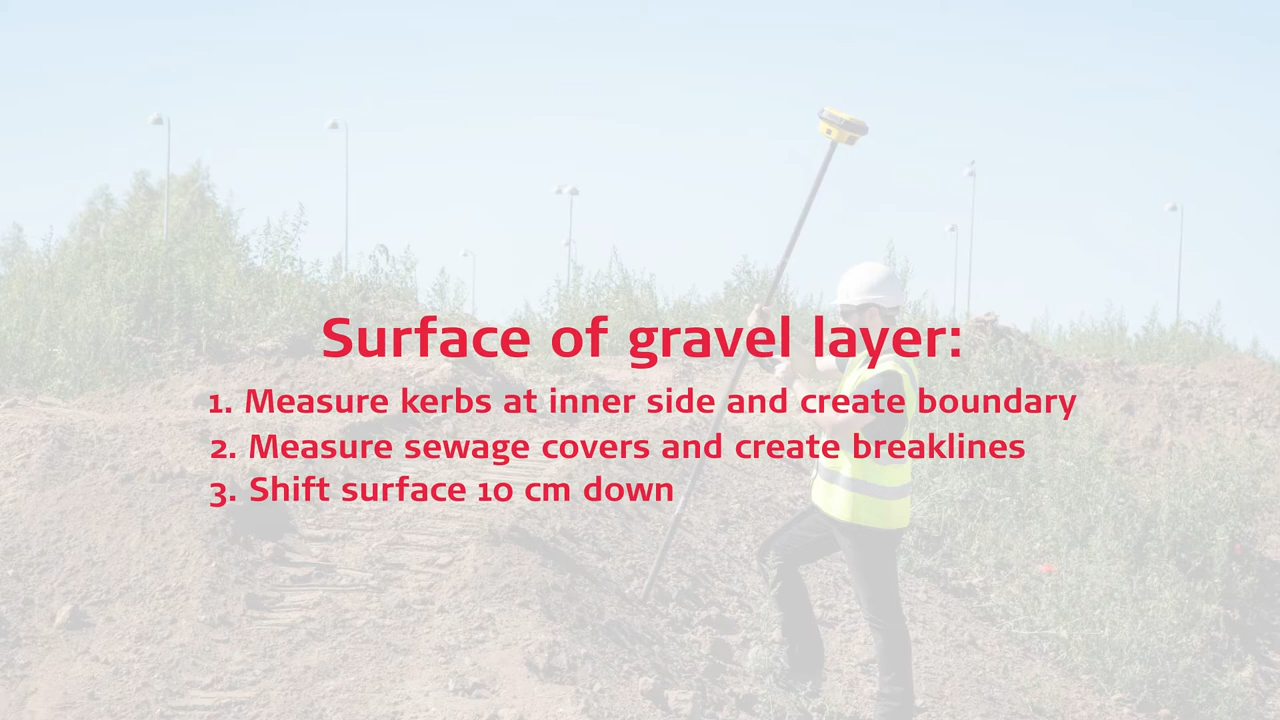 Surface of gravel layer:
1. Measure kerbs at inner side and create boundary
2. Measure sewage covers and create breaklines
3. Shift surface 10 cm down